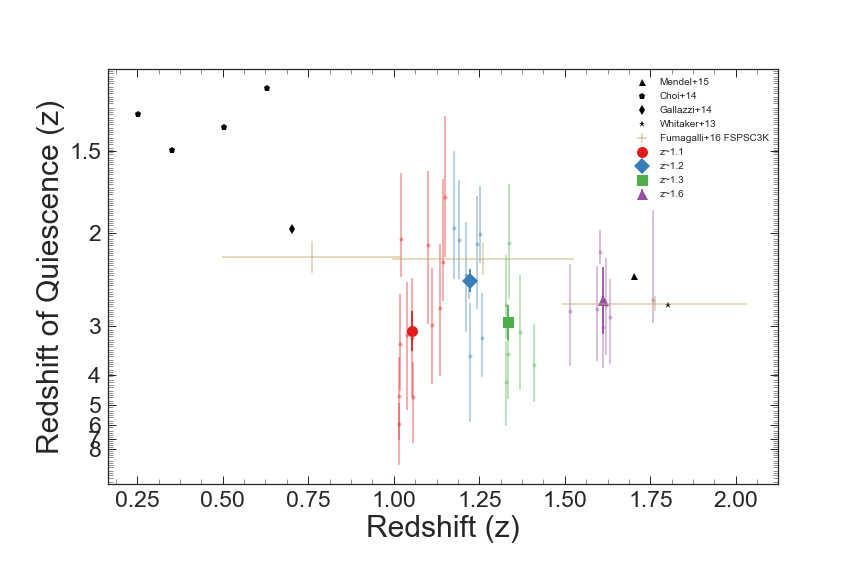 Mendel+15
Choi+14
Gallazzi+14
Whitaker+13
Fumagalli+16 FSPSC3K
z~1.1
z~1.2
z~1.3
z~1.6
Redshift of Quiescence (z)
1.5
2
3
4
5
6
7
8
0.25 0.50 0.75 1.00 1.25 1.50 1.75 2.00
Redshift (z)